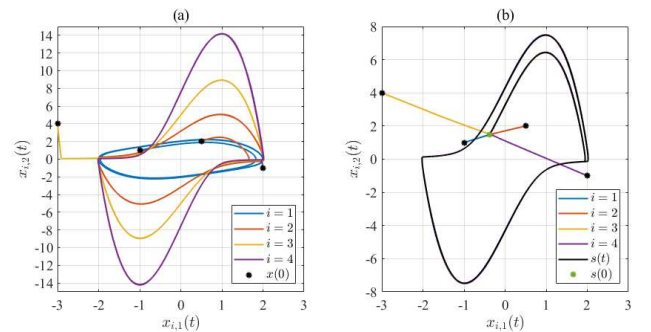 (a)
14
12
10
8
6
4
2
0
-2
-4
-6
-8
-10
-12
-14
x_{i,2}(t)
-3 -2 -1 0 1 2 3
x_{i,1}(t)
i = 1
i = 2
i = 3
i = 4
x(0)
(b)
8
6
4
2
0
-2
-4
-6
-8
x_{i,2}(t)
-3 -2 -1 0 1 2 3
x_{i,1}(t)
i = 1
i = 2
i = 3
i = 4
s(t)
s(0)